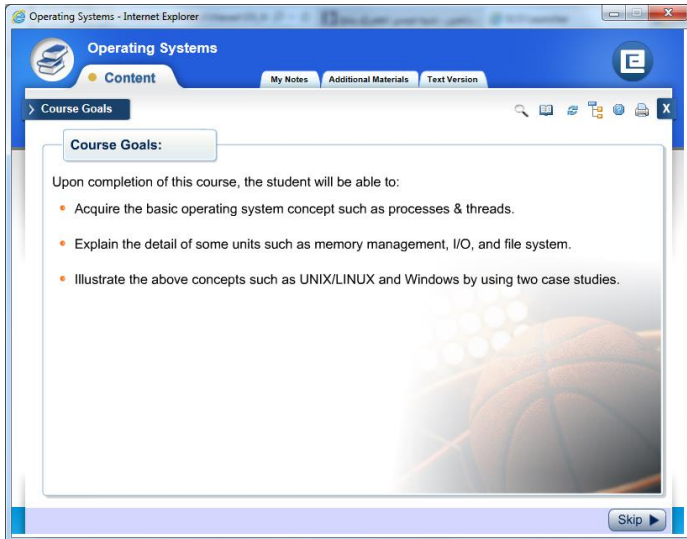 Operating Systems - Internet Explorer
Operating Systems
Content
My Notes
Additional Materials
Text Version
Course Goals
X
Course Goals:
Upon completion of this course, the student will be able to:
Acquire the basic operating system concept such as processes & threads.
Explain the detail of some units such as memory management, I/O, and file system.
Illustrate the above concepts such as UNIX/LINUX and Windows by using two case studies.
Skip